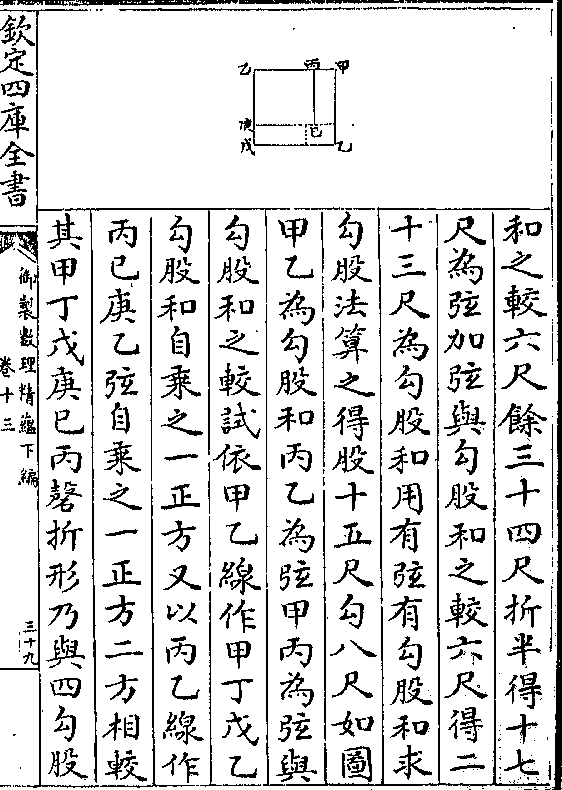 和之較六尺餘三十四尺折半得十七
尺為弦加弦與勾股和之較六尺得二
十三尺為勾股和用有弦有勾股和求
勾股法算之得股十五尺勾八尺如圖
甲乙為勾股和丙乙為弦甲丙為弦與
勾股和之較試依甲乙線作甲丁戊乙
勾股和自乘之一正方又以丙乙線作
丙已庚乙弦自乘之一正方二方相較
其甲丁戊庚已丙磬折形乃與四勾股
乙 丙 甲
庚 已
戊 乙
欽定四庫全書
御製數理精蘊下編
卷十三
三十九